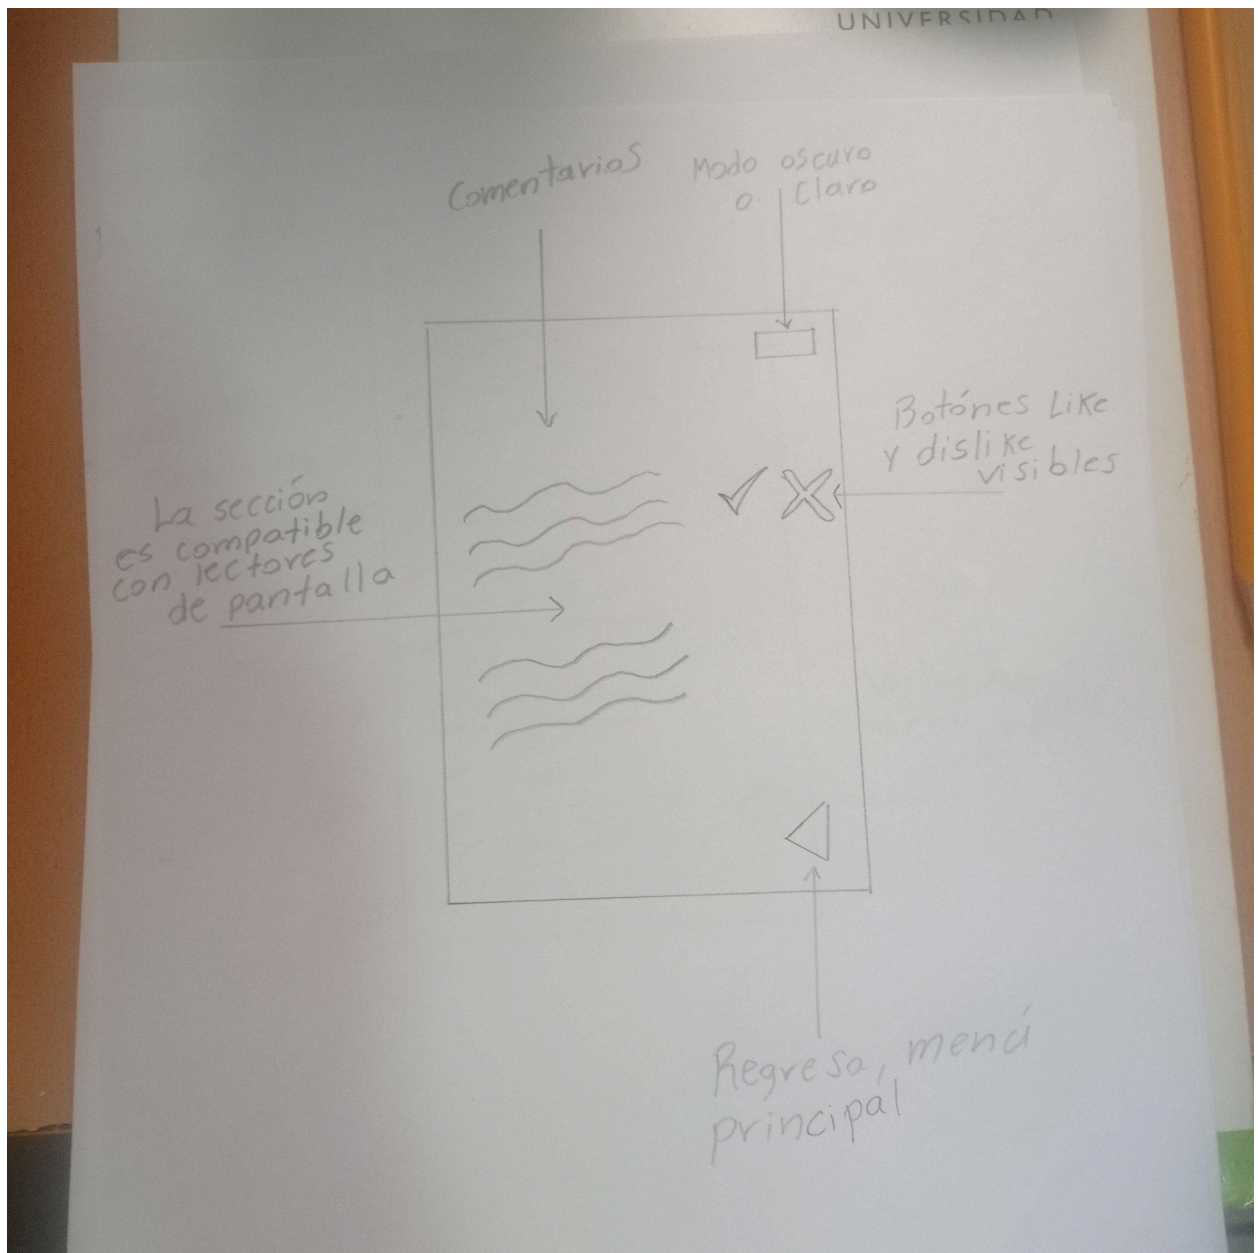 UNIVERSIDAD
Comentarios
Modo oscuro
o Claro
Botónes Like
y dislike
visibles
La sección
es compatible
con lectores
de pantalla
Regresa, menú
principal